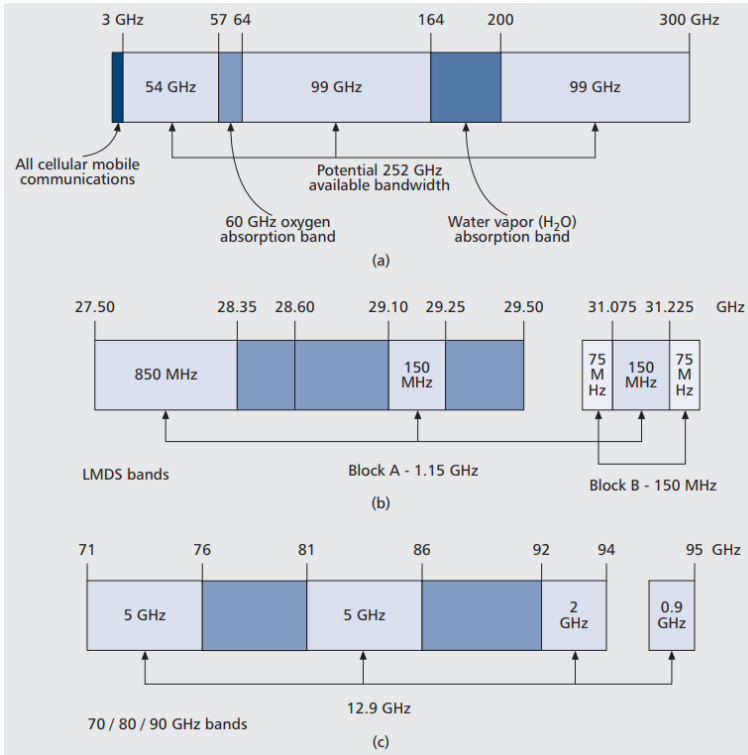 3 GHz 57 64 164 200 300 GHz
54 GHz 99 GHz 99 GHz
All cellular mobile
communications
Potential 252 GHz
available bandwidth
60 GHz oxygen
absorption band
Water vapor (H₂O)
absorption band
(a)
27.50 28.35 28.60 29.10 29.25 29.50 31.075 31.225 GHz
850 MHz
150
MHz
75
M
Hz
150
MHz
75
M
Hz
LMDS bands
Block A - 1.15 GHz
Block B - 150 MHz
(b)
71 76 81 86 92 94 95 GHz
5 GHz 5 GHz
2
GHz
0.9
GHz
12.9 GHz
70 / 80 / 90 GHz bands
(c)